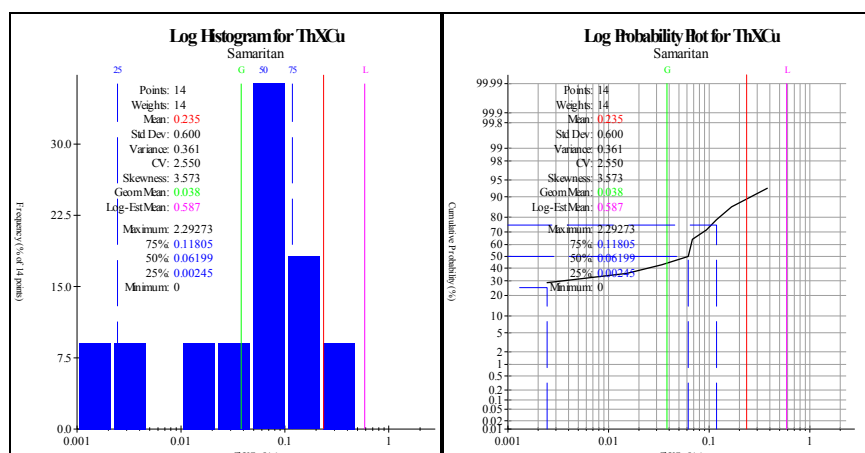 Log Histogram for ThXCu
Samaritan
25 G 50 75 L
Points: 14
Weights: 14
Mean: 0.235
Std Dev: 0.600
Variance: 0.361
CV: 2.550
Skewness: 3.573
Geom Mean: 0.038
Log-Est Mean: 0.587
Maximum: 2.29273
75%: 0.11805
50%: 0.06199
25%: 0.00245
Minimum: 0
Frequency (% of 14 points)
30.0
22.5
15.0
7.5
0.0
0.001 0.01 0.1 1
Log Probability Plot for ThXCu
Samaritan
G L
Points: 14
Weights: 14
Mean: 0.235
Std Dev: 0.600
Variance: 0.361
CV: 2.550
Skewness: 3.573
Geom Mean: 0.038
Log-Est Mean: 0.587
Maximum: 2.29273
75%: 0.11805
50%: 0.06199
25%: 0.00245
Minimum: 0
Cumulative Probability (%)
99.99
99.9
99.8
99
98
95
90
80
70
60
50
40
30
20
10
5
2
1
0.5
0.2
0.1
0.05
0.02
0.01
0.001 0.01 0.1 1